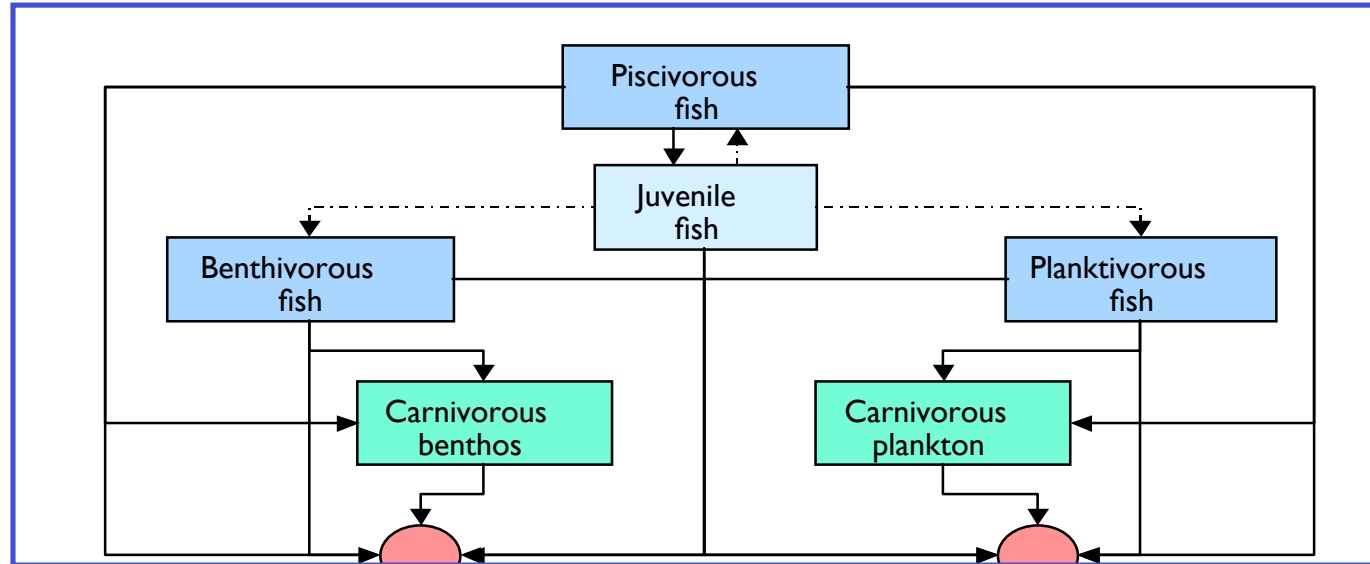 Piscivorous
fish
Juvenile
fish
Benthivorous
fish
Planktivorous
fish
Carnivorous
benthos
Carnivorous
plankton